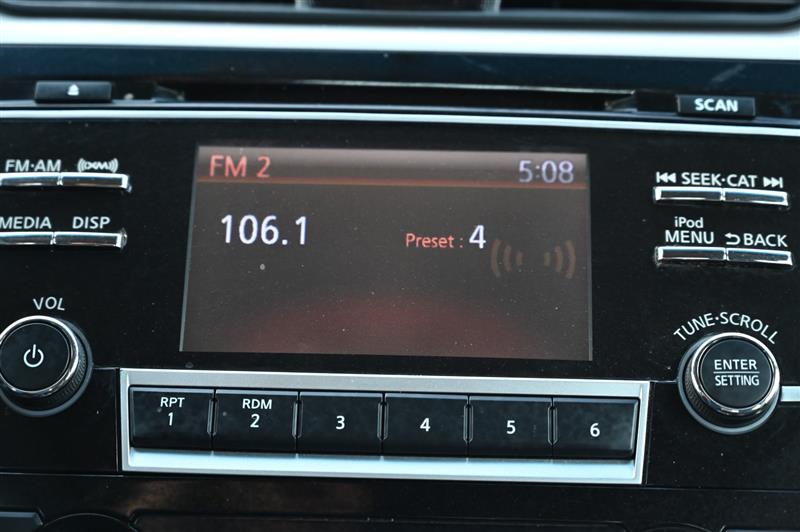 SCAN
FM·AM
((XM))
SEEK·CAT
MEDIA
DISP
iPod
MENU
BACK
FM 2
5:08
106.1
Preset : 4
VOL
TUNE·SCROLL
ENTER
SETTING
RPT
1
RDM
2
3
4
5
6